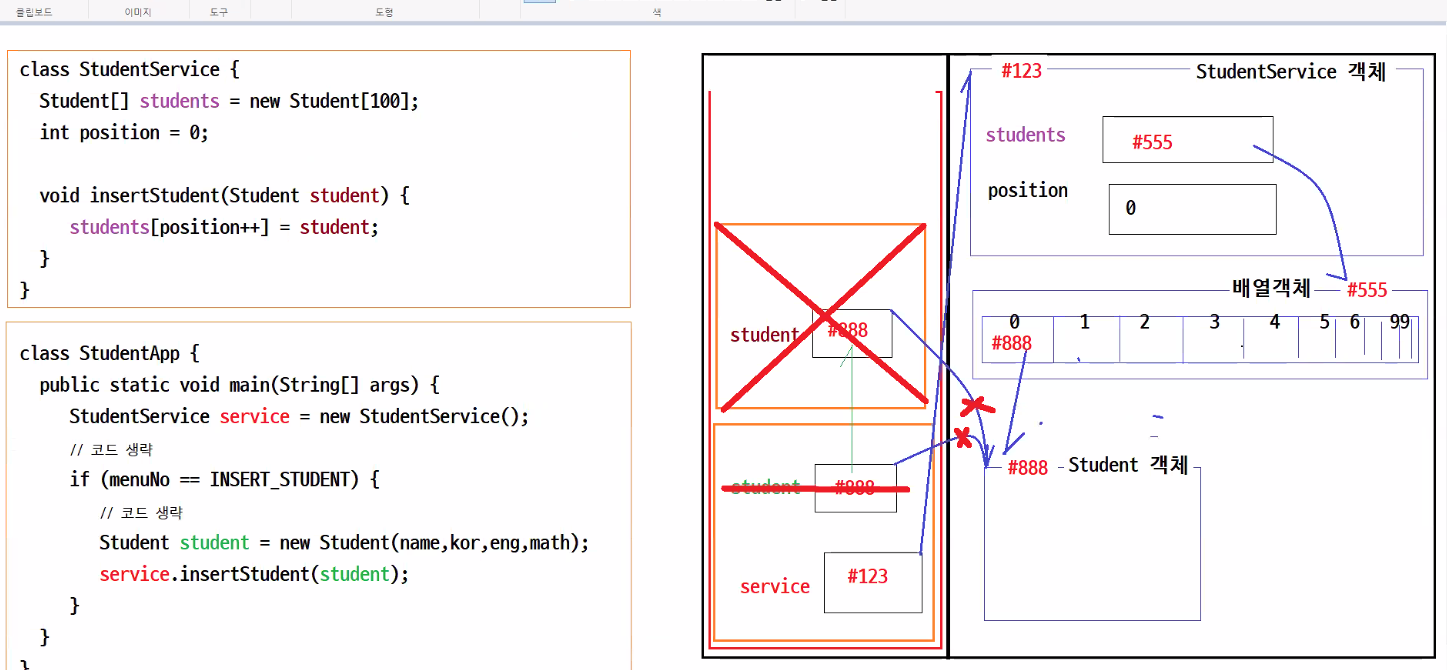 클립보드
이미지
도구
도형
색
class StudentService {
Student[] students = new Student[100];
int position = 0;
void insertStudent(Student student) {
students[position++] = student;
}
}
class StudentApp {
public static void main(String[] args) {
StudentService service = new StudentService();
// 코드 생략
if (menuNo == INSERT_STUDENT) {
// 코드 생략
Student student = new Student(name,kor,eng,math);
service.insertStudent(student);
}
}
}
student #888
student #888
service #123
#123 StudentService 객체
students #555
position 0
배열객체 #555
0 1 2 3 4 5 6 99
#888
#888 Student 객체